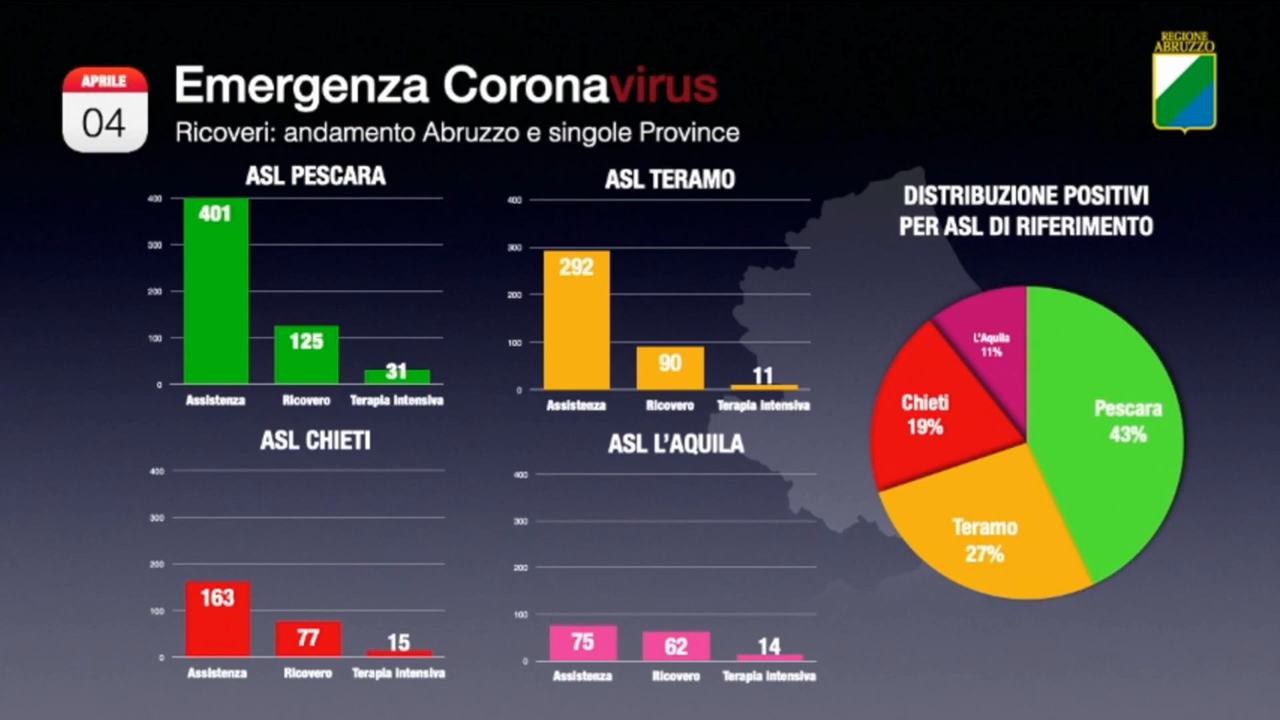 REGIONE
ABRUZZO
APRILE
04
Emergenza Coronavirus
Ricoveri: andamento Abruzzo e singole Province
ASL PESCARA
400
300
200
100
0
401
125
31
Assistenza Ricovero Terapia Intensiva
ASL TERAMO
400
300
200
100
0
292
90
11
Assistenza Ricovero Terapia Intensiva
ASL CHIETI
400
300
200
100
0
163
77
15
Assistenza Ricovero Terapia Intensiva
ASL L'AQUILA
400
300
200
100
0
75
62
14
Assistenza Ricovero Terapia Intensiva
DISTRIBUZIONE POSITIVI
PER ASL DI RIFERIMENTO
L'Aquila
11%
Pescara
43%
Chieti
19%
Teramo
27%